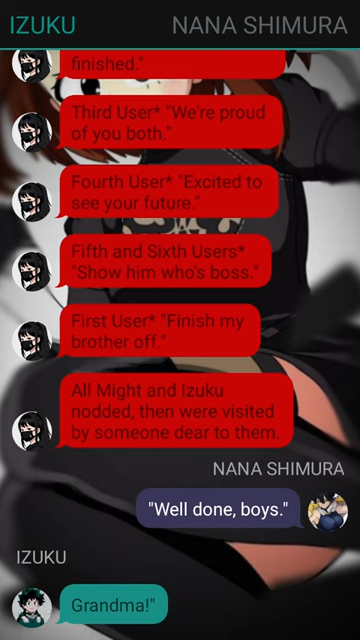 IZUKU NANA SHIMURA
finished."
Third User* "We're proud
of you both."
Fourth User* "Excited to
see your future."
Fifth and Sixth Users*
"Show him who's boss."
First User* "Finish my
brother off."
All Might and Izuku
nodded, then were visited
by someone dear to them.
NANA SHIMURA
"Well done, boys."
IZUKU
Grandma!"